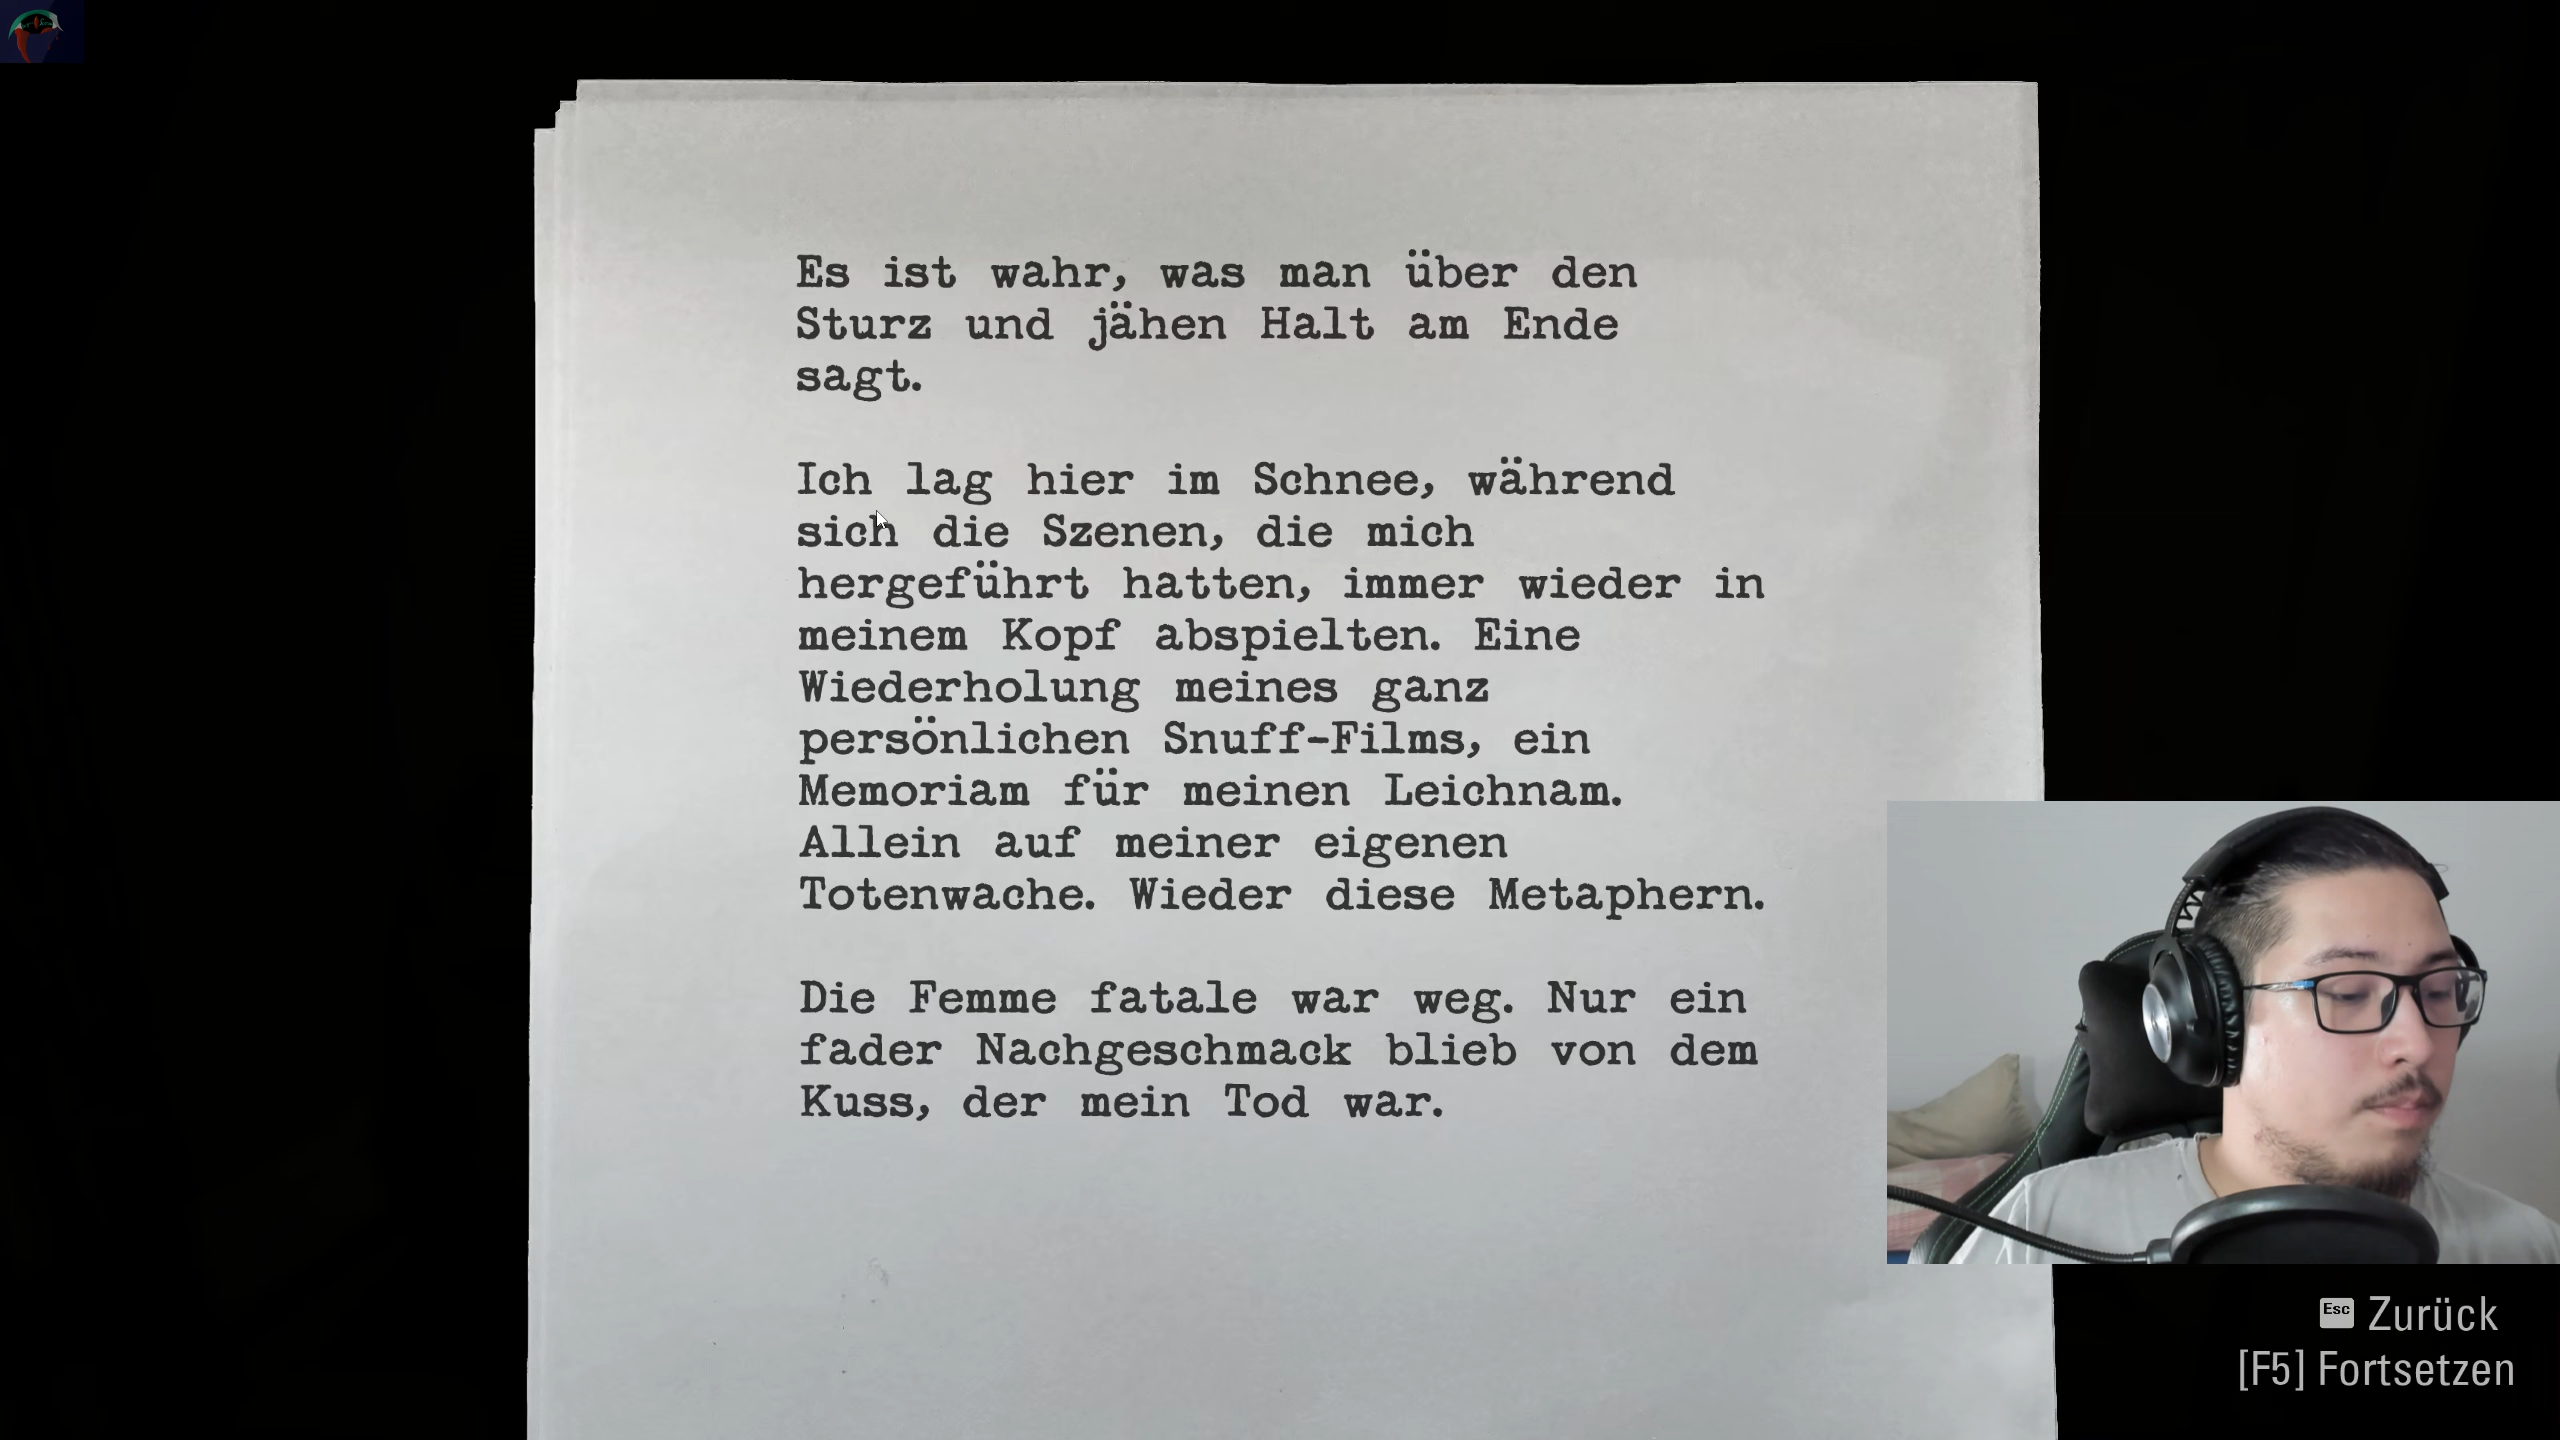 Es ist wahr, was man über den
Sturz und jähen Halt am Ende
sagt.
Ich lag hier im Schnee, während
sich die Szenen, die mich
hergeführt hatten, immer wieder in
meinem Kopf abspielten. Eine
Wiederholung meines ganz
persönlichen Snuff-Films, ein
Memoriam für meinen Leichnam.
Allein auf meiner eigenen
Totenwache. Wieder diese Metaphern.
Die Femme fatale war weg. Nur ein
fader Nachgeschmack blieb von dem
Kuss, der mein Tod war.
Esc Zurück
[F5] Fortsetzen